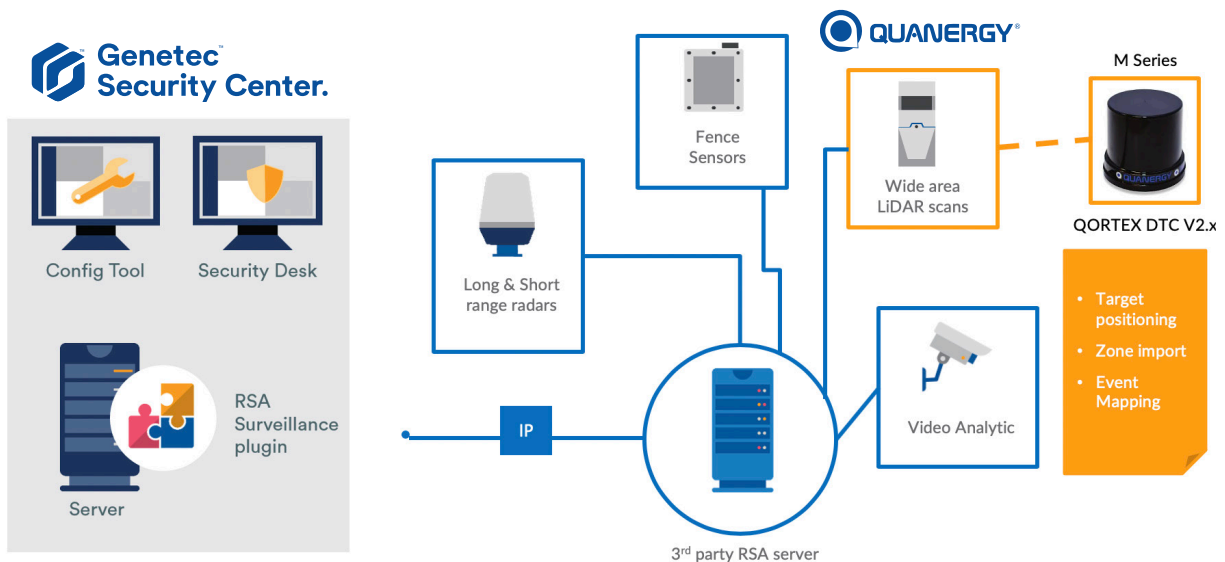 Genetec™
Security Center.
Config Tool
Security Desk
RSA
Surveillance
plugin
Server
IP
Long & Short
range radars
Fence
Sensors
QUANERGY®
Wide area
LiDAR scans
M Series
QUANERGY
QORTEX DTC V2.x
• Target
positioning
• Zone import
• Event
Mapping
Video Analytic
3rd party RSA server